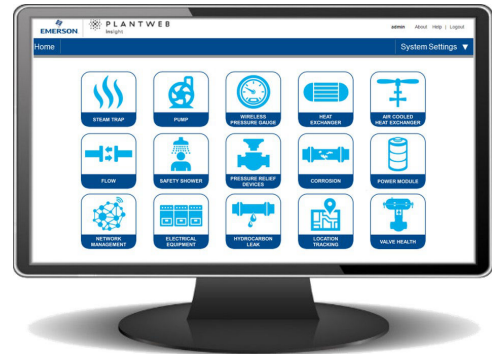 EMERSON
PLANTWEB
Insight
admin About Help | Logout
Home
System Settings ▼
STEAM TRAP
PUMP
WIRELESS
PRESSURE GAUGE
HEAT
EXCHANGER
AIR COOLED
HEAT EXCHANGER
FLOW
SAFETY SHOWER
PRESSURE RELIEF
DEVICES
CORROSION
POWER MODULE
NETWORK
MANAGEMENT
ELECTRICAL
EQUIPMENT
HYDROCARBON
LEAK
LOCATION
TRACKING
VALVE HEALTH